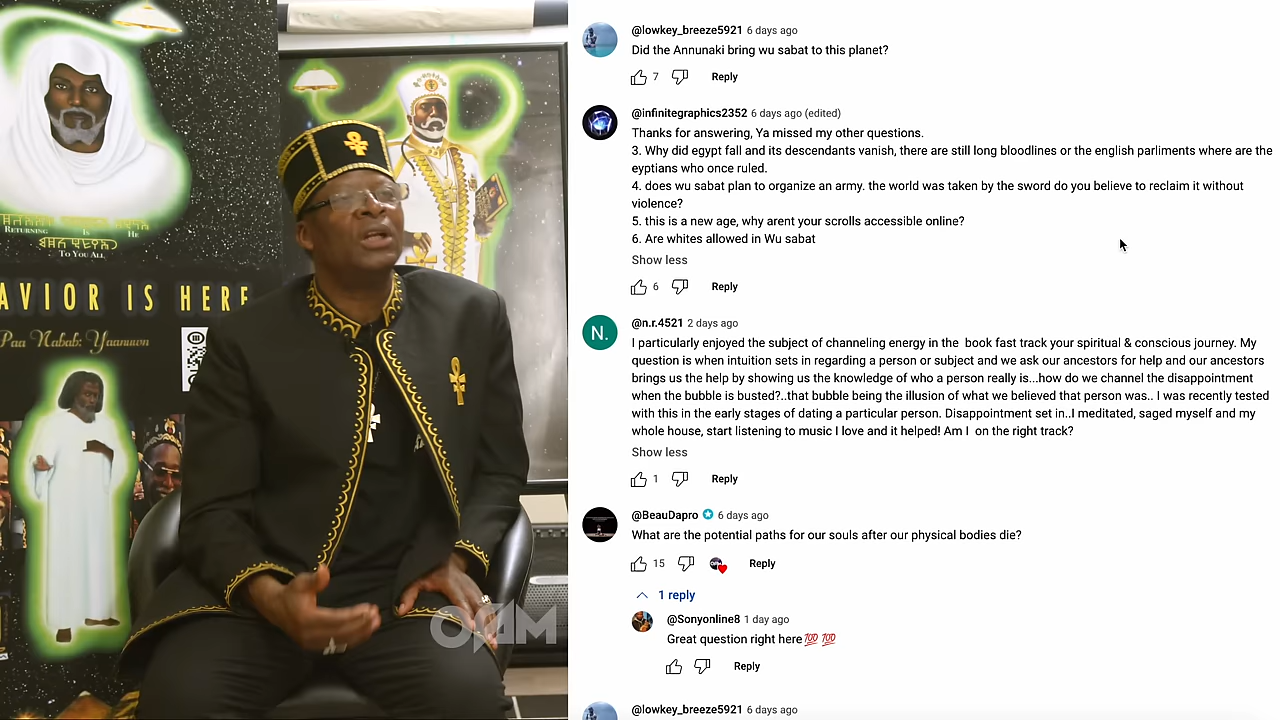 RETURNING IS HE
TO YOU ALL
AVIOR IS HERE
Paa Nabab: Yaanuwn
OAM
@lowkey_breeze5921 6 days ago
Did the Annunaki bring wu sabat to this planet?
7 Reply
@infinitegraphics2352 6 days ago (edited)
Thanks for answering, Ya missed my other questions.
3. Why did egypt fall and its descendants vanish, there are still long bloodlines or the english parliments where are the
eyptians who once ruled.
4. does wu sabat plan to organize an army. the world was taken by the sword do you believe to reclaim it without
violence?
5. this is a new age, why arent your scrolls accessible online?
6. Are whites allowed in Wu sabat
Show less
6 Reply
N.
@n.r.4521 2 days ago
I particularly enjoyed the subject of channeling energy in the book fast track your spiritual & conscious journey. My
question is when intuition sets in regarding a person or subject and we ask our ancestors for help and our ancestors
brings us the help by showing us the knowledge of who a person really is...how do we channel the disappointment
when the bubble is busted?..that bubble being the illusion of what we believed that person was.. I was recently tested
with this in the early stages of dating a particular person. Disappointment set in..I meditated, saged myself and my
whole house, start listening to music I love and it helped! Am I on the right track?
Show less
1 Reply
@BeauDapro 6 days ago
What are the potential paths for our souls after our physical bodies die?
15 Reply
1 reply
@Sonyonline8 1 day ago
Great question right here💯 💯
Reply
@lowkey_breeze5921 6 days ago